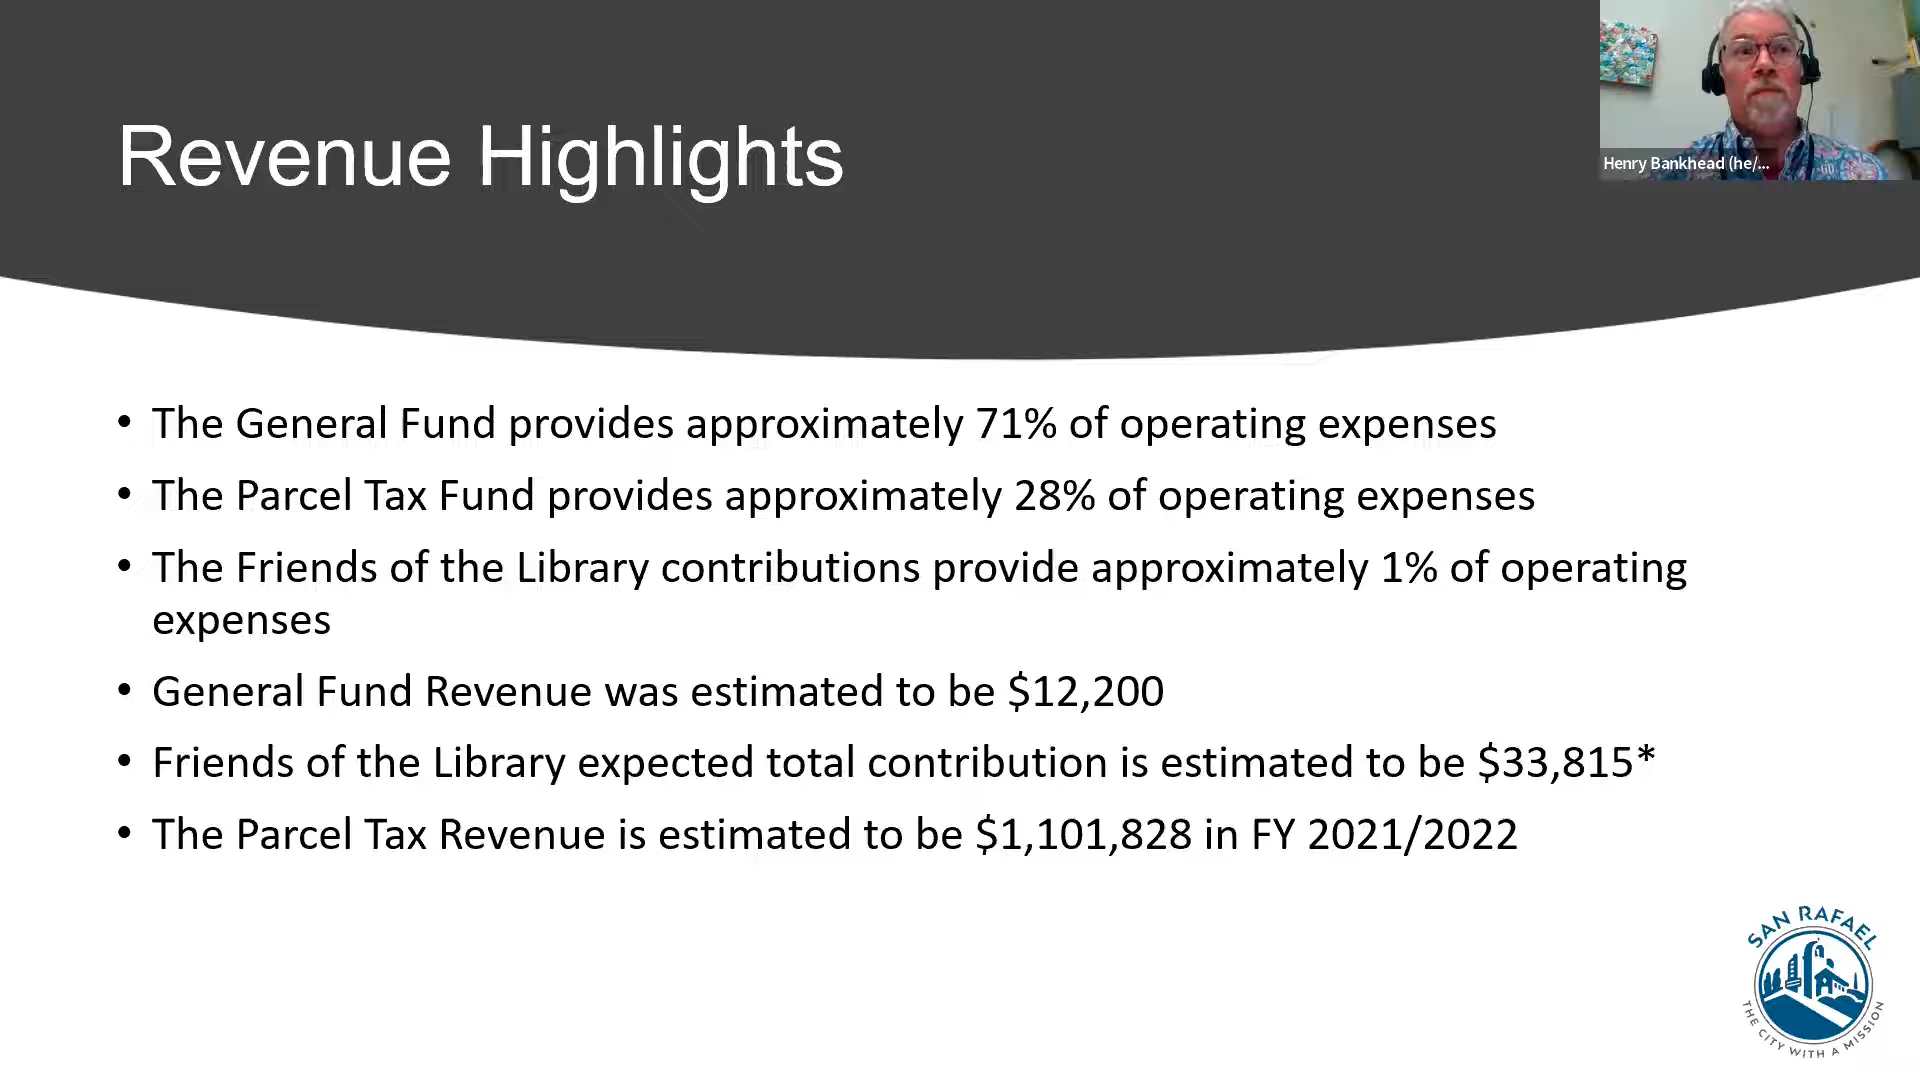 Revenue Highlights
Henry Bankhead (he/...
• The General Fund provides approximately 71% of operating expenses
• The Parcel Tax Fund provides approximately 28% of operating expenses
• The Friends of the Library contributions provide approximately 1% of operating
expenses
• General Fund Revenue was estimated to be $12,200
• Friends of the Library expected total contribution is estimated to be $33,815*
• The Parcel Tax Revenue is estimated to be $1,101,828 in FY 2021/2022
SAN RAFAEL
THE CITY WITH A MISSION